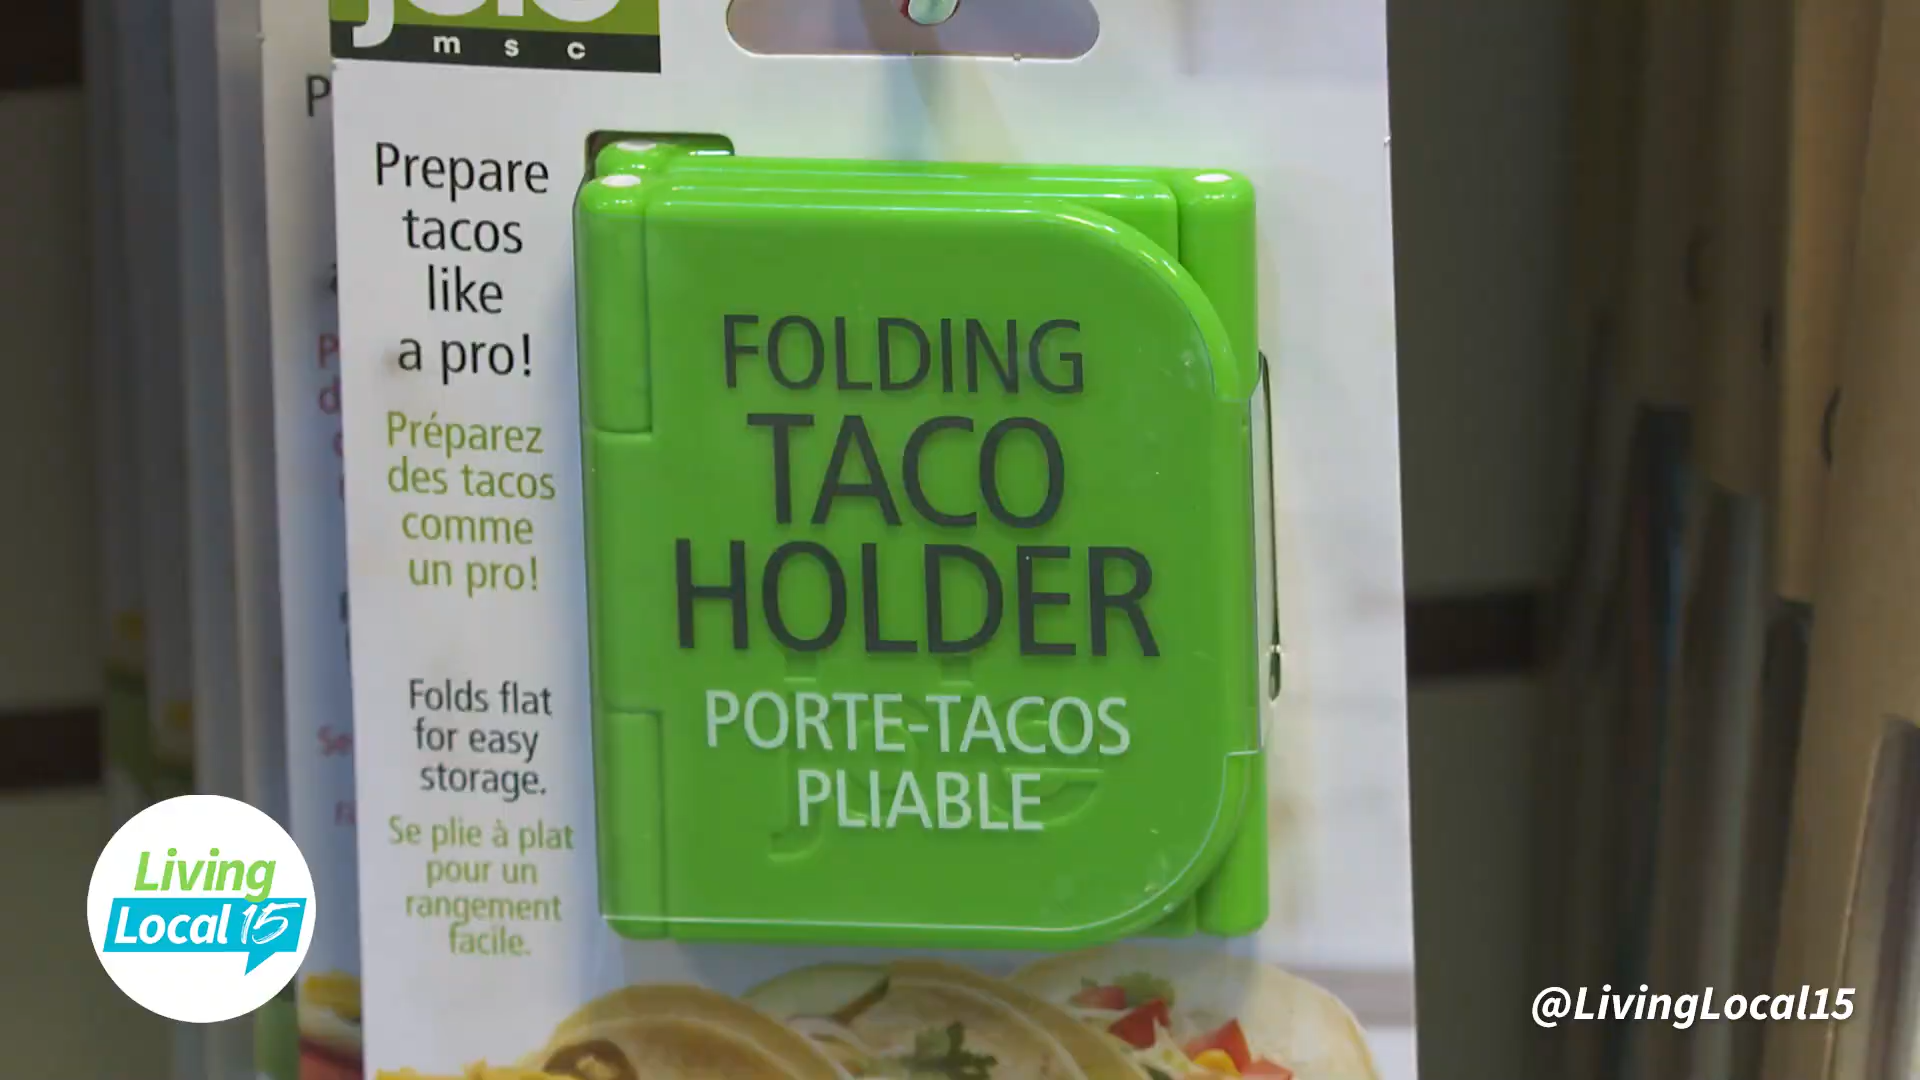 msc
Prepare
tacos
like
a pro!
Préparez
des tacos
comme
un pro!
Folds flat
for easy
storage.
Se plie à plat
pour un
rangement
facile.
FOLDING
TACO
HOLDER
PORTE-TACOS
PLIABLE
Living
Local 15
@LivingLocal15